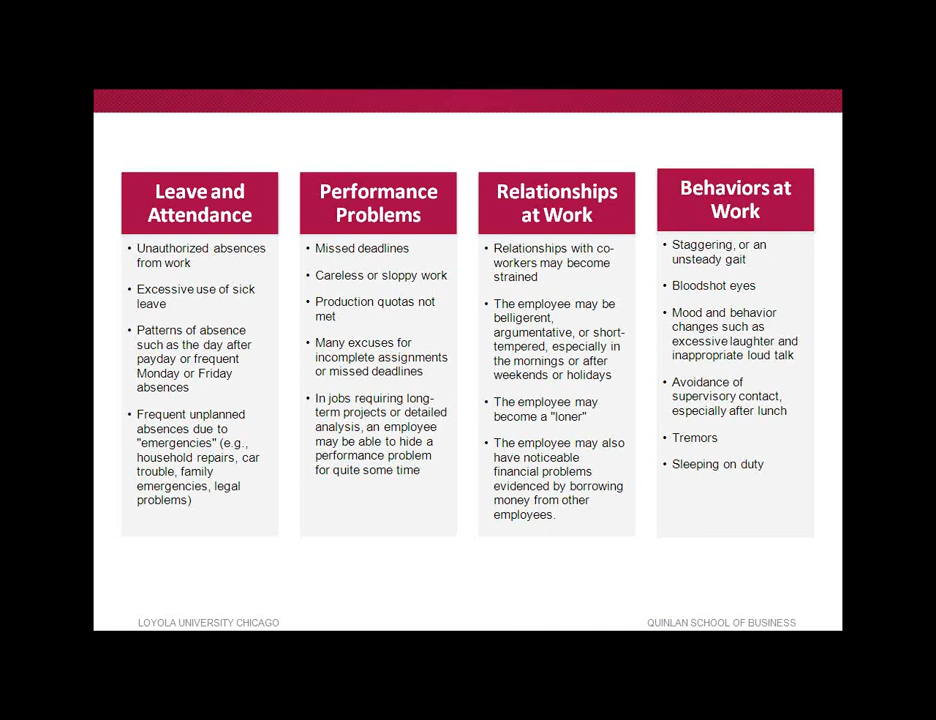 Leave and
Attendance
• Unauthorized absences
from work
• Excessive use of sick
leave
• Patterns of absence
such as the day after
payday or frequent
Monday or Friday
absences
• Frequent unplanned
absences due to
"emergencies" (e.g.,
household repairs, car
trouble, family
emergencies, legal
problems)
Performance
Problems
• Missed deadlines
• Careless or sloppy work
• Production quotas not
met
• Many excuses for
incomplete assignments
or missed deadlines
• In jobs requiring long-
term projects or detailed
analysis, an employee
may be able to hide a
performance problem
for quite some time
Relationships
at Work
• Relationships with co-
workers may become
strained
• The employee may be
belligerent,
argumentative, or short-
tempered, especially in
the mornings or after
weekends or holidays
• The employee may
become a "loner"
• The employee may also
have noticeable
financial problems
evidenced by borrowing
money from other
employees.
Behaviors at
Work
• Staggering, or an
unsteady gait
• Bloodshot eyes
• Mood and behavior
changes such as
excessive laughter and
inappropriate loud talk
• Avoidance of
supervisory contact,
especially after lunch
• Tremors
• Sleeping on duty
LOYOLA UNIVERSITY CHICAGO
QUINLAN SCHOOL OF BUSINESS